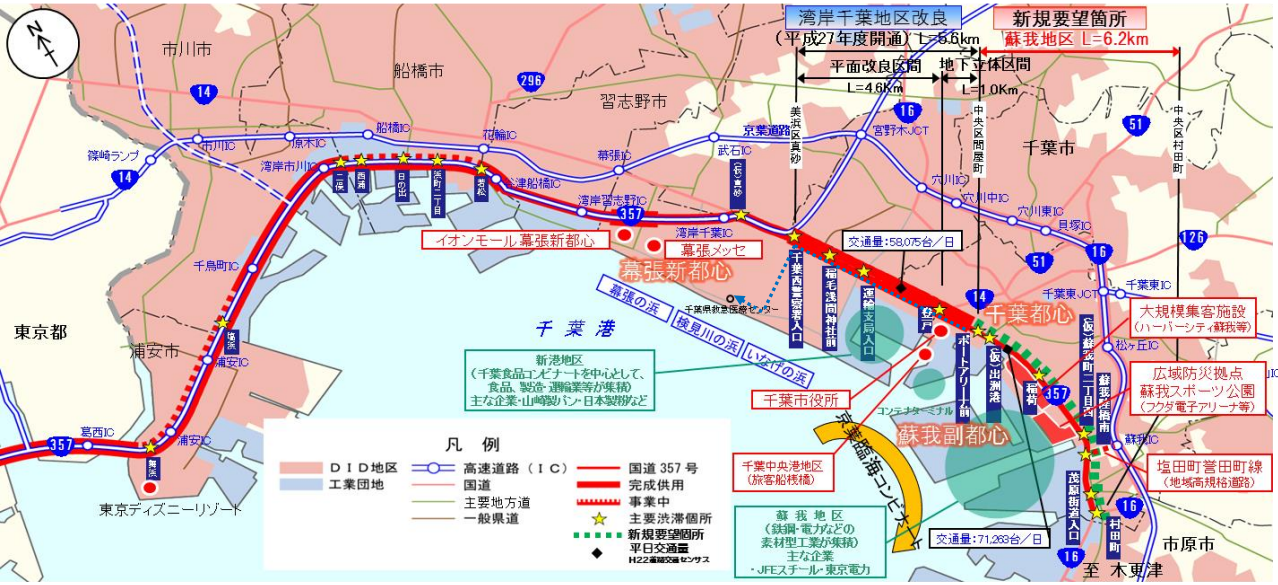 湾岸千葉地区改良
(平成27年度開通) L=5.6km
新規要望箇所
蘇我地区 L=6.2km
平面改良区間
L=4.6Km
地下立体区間
L=1.0Km
美浜区真砂
中央区問屋町
中央区村田町
市川市
船橋市
習志野市
千葉市
浦安市
東京都
市原市
至 木更津
14
296
16
51
126
357
篠崎ランプ
14
市川IC
原木IC
船橋IC
花輪IC
幕張IC
武石IC
京葉道路
宮野木JCT
穴川IC
穴川中IC
穴川東IC
貝塚IC
16
51
14
千葉東JCT
千葉東IC
松ヶ丘IC
蘇我IC
湾岸市川IC
二俣
西浦
日の出
浜町二丁目
若松
谷津船橋IC
湾岸習志野IC
357
湾岸千葉IC
(仮)真砂
千鳥町IC
塩浜
浦安IC
葛西IC
357
舞浜
浦安IC
東京ディズニーリゾート
イオンモール幕張新都心
幕張メッセ
幕張新都心
千葉県救急医療センター
幕張の浜
検見川の浜
いなげの浜
千葉港
千葉西警察署入口
稲毛浅間神社前
運輸支局入口
登戸
ポートアリーナ前
(仮)出洲港
稲荷
357
(仮)蘇我町二丁目
蘇我陸橋南
茂原街道入口
村田町
16
16
交通量:58,075台/日
交通量:71,263台/日
千葉都心
蘇我副都心
千葉市役所
コンテナターミナル
京葉臨海コンビナート
新港地区
(千葉食品コンビナートを中心として、
食品、製造・運輸業等が集積)
主な企業・山崎製パン・日本製粉など
千葉中央港地区
(旅客船桟橋)
蘇我地区
(鉄鋼・電力などの
素材型工業が集積)
主な企業
・JFEスチール・東京電力
大規模集客施設
(ハーバーシティ蘇我等)
広域防災拠点
蘇我スポーツ公園
(フクダ電子アリーナ等)
塩田町誉田町線
(地域高規格道路)
凡例
DID地区
工業団地
高速道路(IC)
国道
主要地方道
一般県道
国道357号
完成供用
事業中
主要渋滞個所
新規要望箇所
平日交通量
H22道路交通センサス